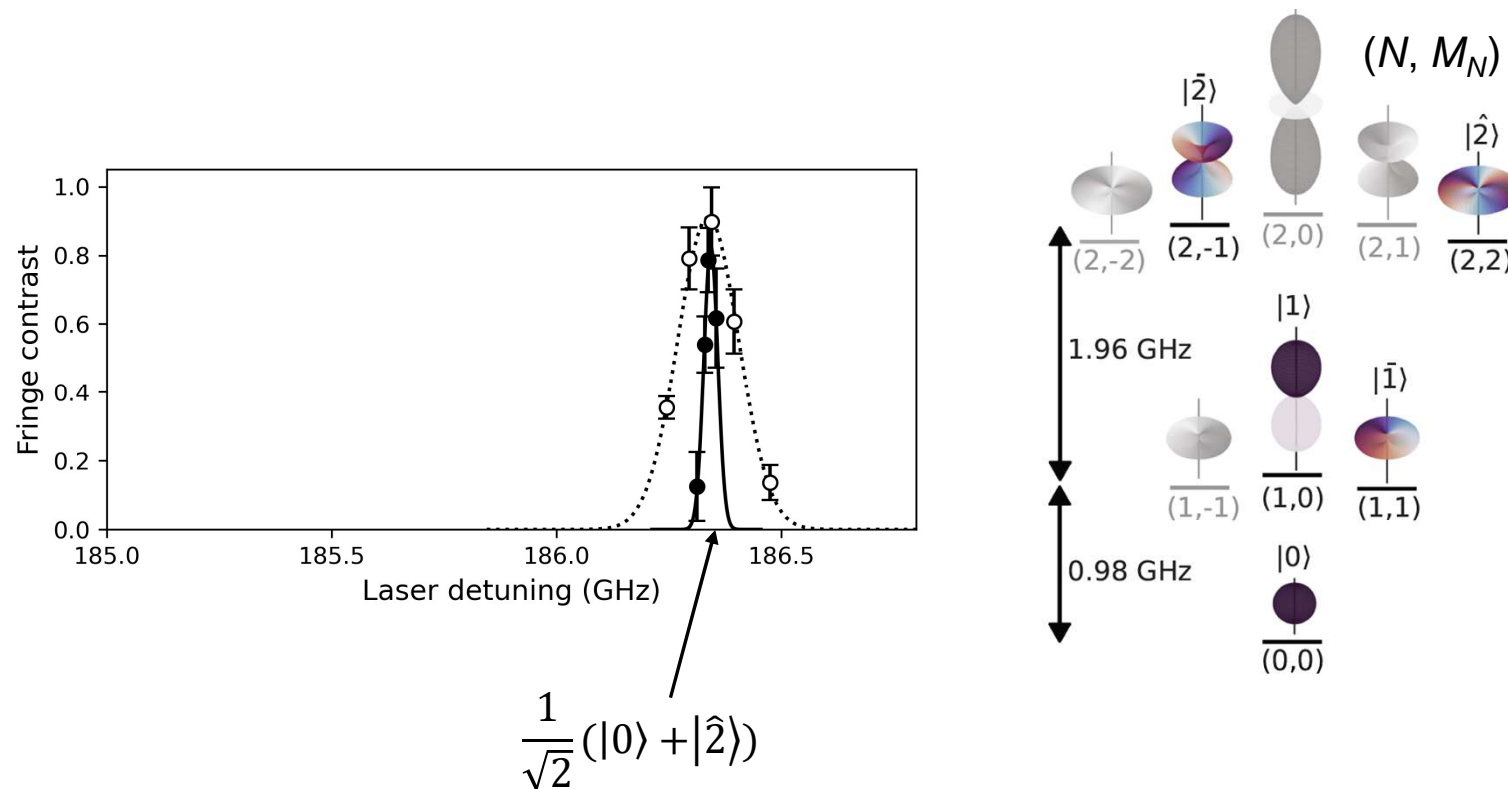 1.0
0.8
0.6
0.4
0.2
0.0
Fringe contrast
185.0 185.5 186.0 186.5
Laser detuning (GHz)
1/√2 (|0⟩ +|2̂⟩)
(N, M_N)
|2̄⟩
|2̂⟩
(2,-2) (2,-1) (2,0) (2,1) (2,2)
1.96 GHz
|1⟩
|1̄⟩
(1,-1) (1,0) (1,1)
0.98 GHz
|0⟩
(0,0)